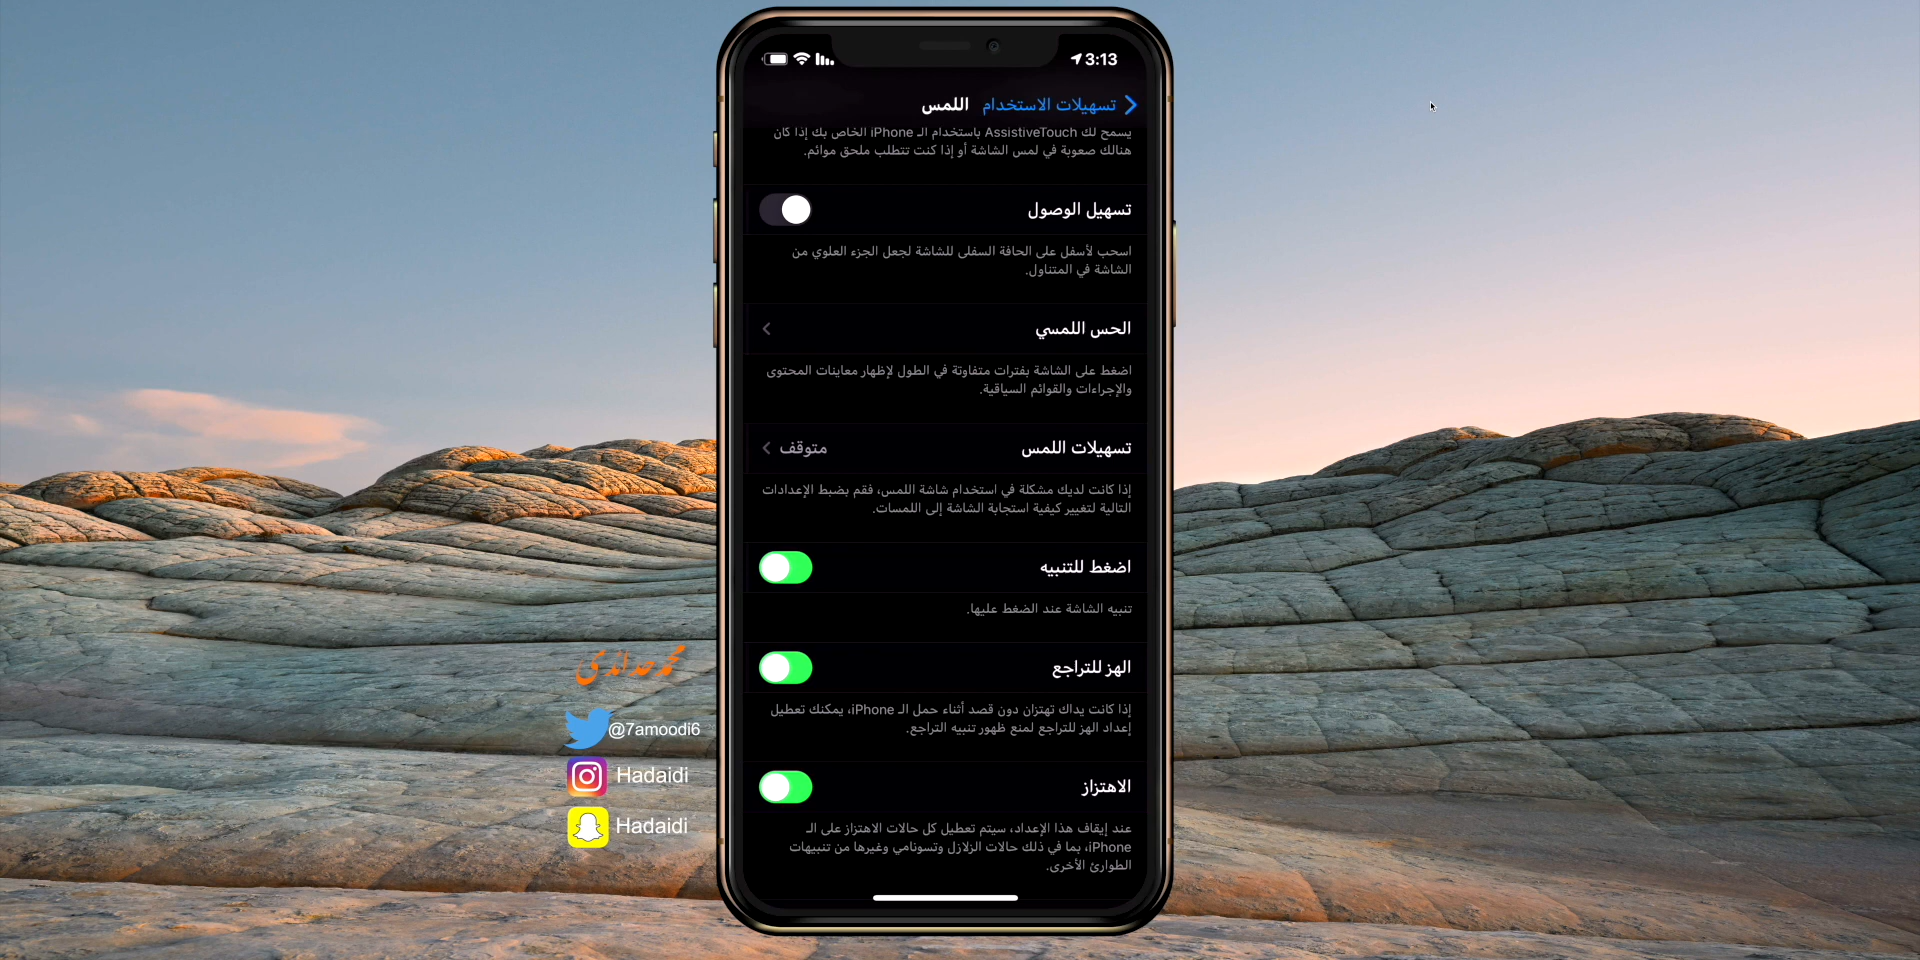 3:13
تسهيلات الاستخدام اللمس
يسمح لك AssistiveTouch باستخدام الـ iPhone الخاص بك إذا كان
هنالك صعوبة في لمس الشاشة أو إذا كنت تتطلب ملحق موائم.
تسهيل الوصول
اسحب لأسفل على الحافة السفلى للشاشة لجعل الجزء العلوي من
الشاشة في المتناول.
الحس اللمسي
اضغط على الشاشة بفترات متفاوتة في الطول لإظهار معاينات المحتوى
والإجراءات والقوائم السياقية.
تسهيلات اللمس متوقف
إذا كانت لديك مشكلة في استخدام شاشة اللمس، فقم بضبط الإعدادات
التالية لتغيير كيفية استجابة الشاشة إلى اللمسات.
اضغط للتنبيه
تنبيه الشاشة عند الضغط عليها.
الهز للتراجع
إذا كانت يداك تهتزان دون قصد أثناء حمل الـ iPhone، يمكنك تعطيل
إعداد الهز للتراجع لمنع ظهور تنبيه التراجع.
الاهتزاز
عند إيقاف هذا الإعداد، سيتم تعطيل كل حالات الاهتزاز على الـ
iPhone، بما في ذلك حالات الزلازل وتسونامي وغيرها من تنبيهات
الطوارئ الأخرى.
@7amoodi6
Hadaidi
Hadaidi